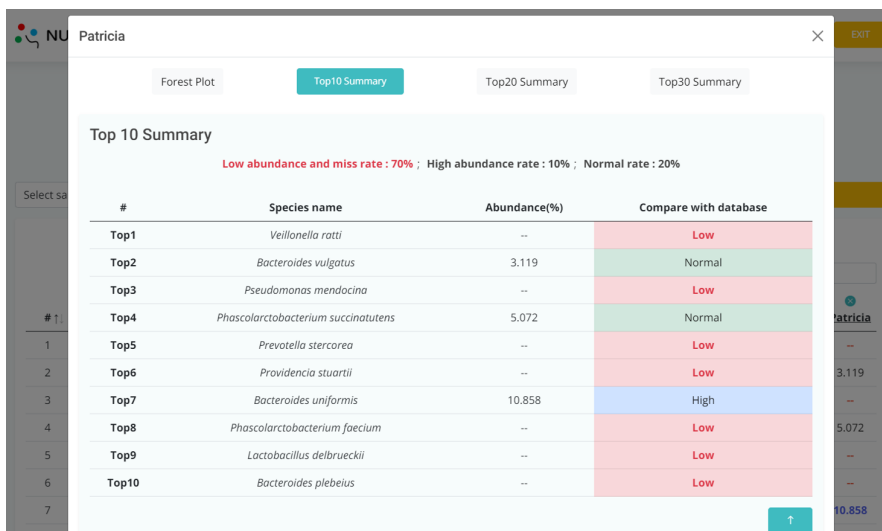 NU
Patricia
×
EXIT
Forest Plot Top10 Summary Top20 Summary Top30 Summary
Top 10 Summary
Low abundance and miss rate : 70% ; High abundance rate : 10% ; Normal rate : 20%
Select sa
# Species name Abundance(%) Compare with database
Top1 Veillonella ratti -- Low
Top2 Bacteroides vulgatus 3.119 Normal
Top3 Pseudomonas mendocina -- Low
Top4 Phascolarctobacterium succinatutens 5.072 Normal
Top5 Prevotella stercorea -- Low
Top6 Providencia stuartii -- Low
Top7 Bacteroides uniformis 10.858 High
Top8 Phascolarctobacterium faecium -- Low
Top9 Lactobacillus delbrueckii -- Low
Top10 Bacteroides plebeius -- Low
↑
# ↑↓ Patricia
1 --
2 3.119
3 --
4 5.072
5 --
6 --
7 10.858